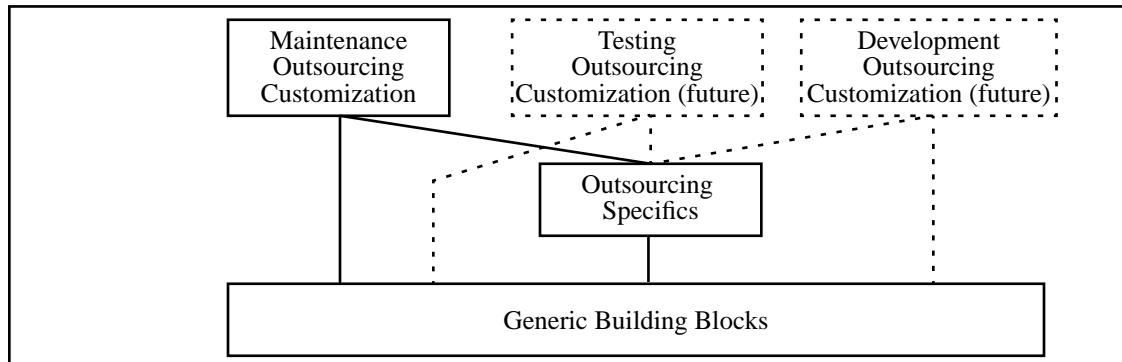 Maintenance
Outsourcing
Customization
Testing
Outsourcing
Customization (future)
Development
Outsourcing
Customization (future)
Outsourcing
Specifics
Generic Building Blocks